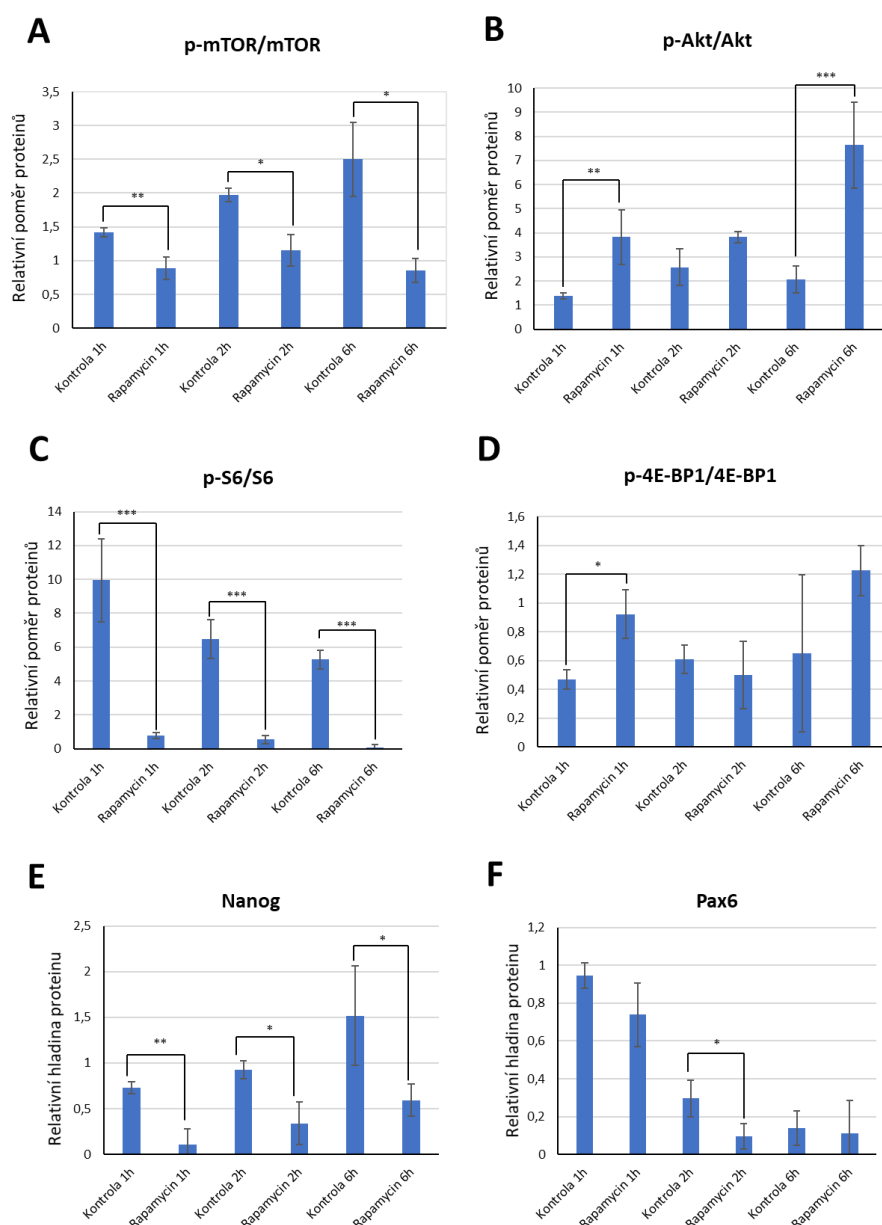 A
p-mTOR/mTOR
Relativní poměr proteinů
3,5
3
2,5
2
1,5
1
0,5
0
**
*
*
Kontrola 1h
Rapamycin 1h
Kontrola 2h
Rapamycin 2h
Kontrola 6h
Rapamycin 6h
B
p-Akt/Akt
Relativní poměr proteinů
10
9
8
7
6
5
4
3
2
1
0
**
***
Kontrola 1h
Rapamycin 1h
Kontrola 2h
Rapamycin 2h
Kontrola 6h
Rapamycin 6h
C
p-S6/S6
Relativní poměr proteinů
14
12
10
8
6
4
2
0
***
***
***
Kontrola 1h
Rapamycin 1h
Kontrola 2h
Rapamycin 2h
Kontrola 6h
Rapamycin 6h
D
p-4E-BP1/4E-BP1
Relativní poměr proteinů
1,6
1,4
1,2
1
0,8
0,6
0,4
0,2
0
*
Kontrola 1h
Rapamycin 1h
Kontrola 2h
Rapamycin 2h
Kontrola 6h
Rapamycin 6h
E
Nanog
Relativní hladina proteinu
2,5
2
1,5
1
0,5
0
**
*
*
Kontrola 1h
Rapamycin 1h
Kontrola 2h
Rapamycin 2h
Kontrola 6h
Rapamycin 6h
F
Pax6
Relativní hladina proteinu
1,2
1
0,8
0,6
0,4
0,2
0
*
Kontrola 1h
Rapamycin 1h
Kontrola 2h
Rapamycin 2h
Kontrola 6h
Rapamycin 6h